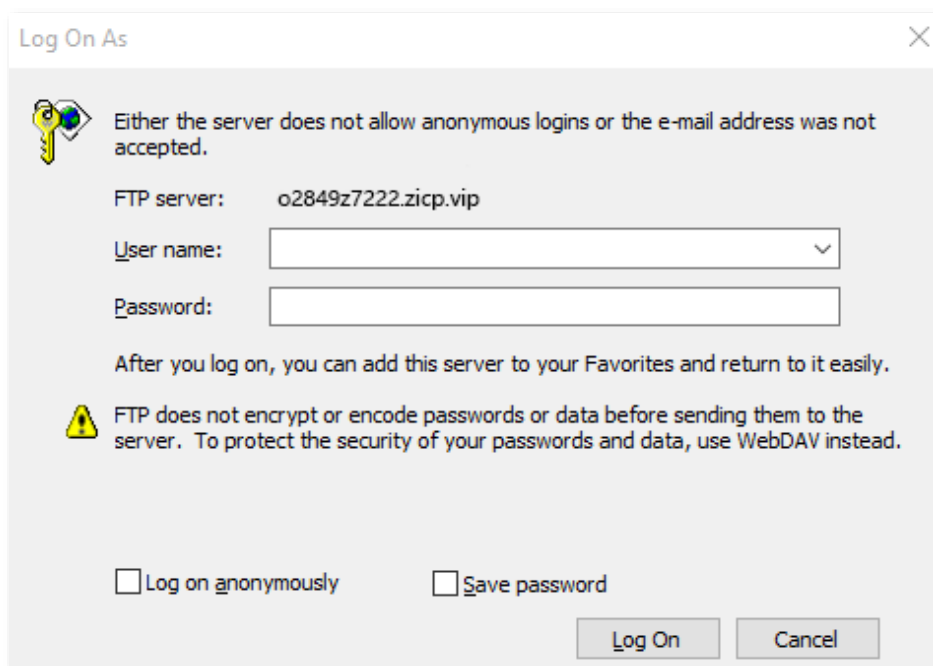 Log On As
Either the server does not allow anonymous logins or the e-mail address was not
accepted.
FTP server: o2849z7222.zicp.vip
User name:
Password:
After you log on, you can add this server to your Favorites and return to it easily.
FTP does not encrypt or encode passwords or data before sending them to the
server. To protect the security of your passwords and data, use WebDAV instead.
Log on anonymously Save password
Log On Cancel